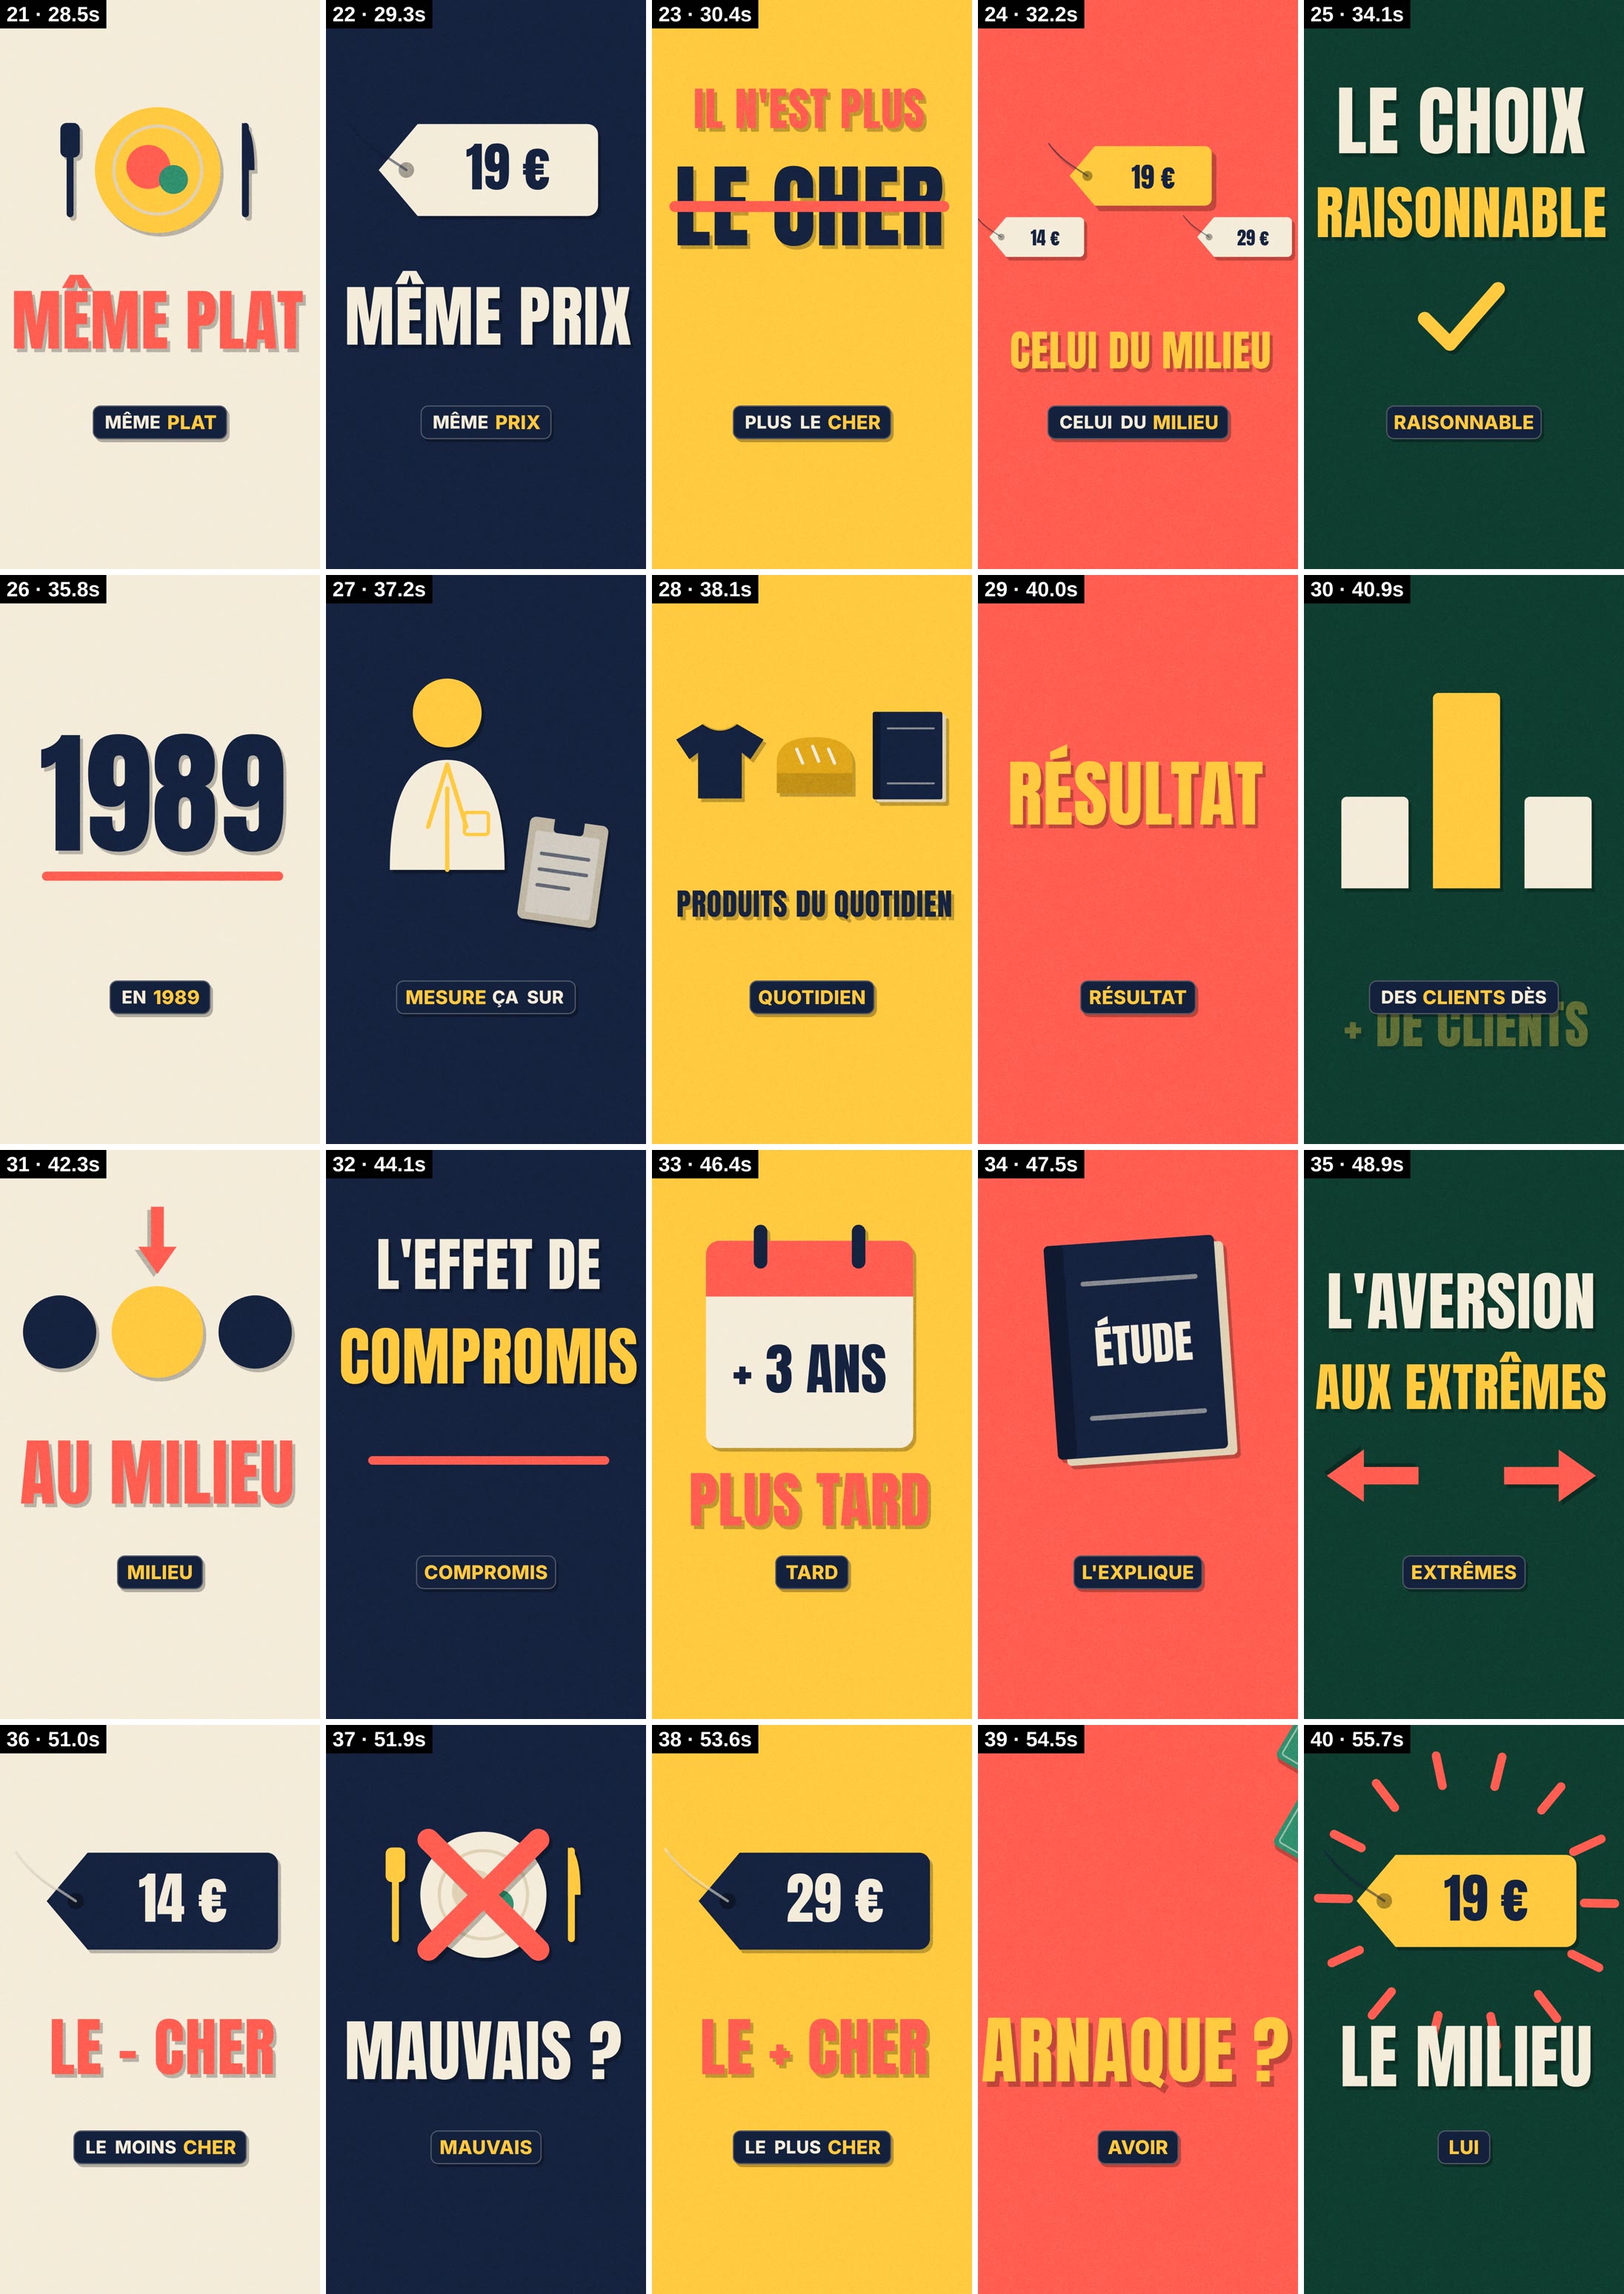 21 · 28.5s
MÊME PLAT
MÊME PLAT
22 · 29.3s
19 €
MÊME PRIX
MÊME PRIX
23 · 30.4s
IL N'EST PLUS
LE CHER
PLUS LE CHER
24 · 32.2s
19 €
14 €
29 €
CELUI DU MILIEU
CELUI DU MILIEU
25 · 34.1s
LE CHOIX
RAISONNABLE
RAISONNABLE
26 · 35.8s
1989
EN 1989
27 · 37.2s
MESURE ÇA SUR
28 · 38.1s
PRODUITS DU QUOTIDIEN
QUOTIDIEN
29 · 40.0s
RÉSULTAT
RÉSULTAT
30 · 40.9s
DES CLIENTS DÈS
+ DE CLIENTS
31 · 42.3s
AU MILIEU
MILIEU
32 · 44.1s
L'EFFET DE
COMPROMIS
COMPROMIS
33 · 46.4s
+ 3 ANS
PLUS TARD
TARD
34 · 47.5s
ÉTUDE
L'EXPLIQUE
35 · 48.9s
L'AVERSION
AUX EXTRÊMES
EXTRÊMES
36 · 51.0s
14 €
LE - CHER
LE MOINS CHER
37 · 51.9s
MAUVAIS ?
MAUVAIS
38 · 53.6s
29 €
LE + CHER
LE PLUS CHER
39 · 54.5s
ARNAQUE ?
AVOIR
40 · 55.7s
19 €
LE MILIEU
LUI